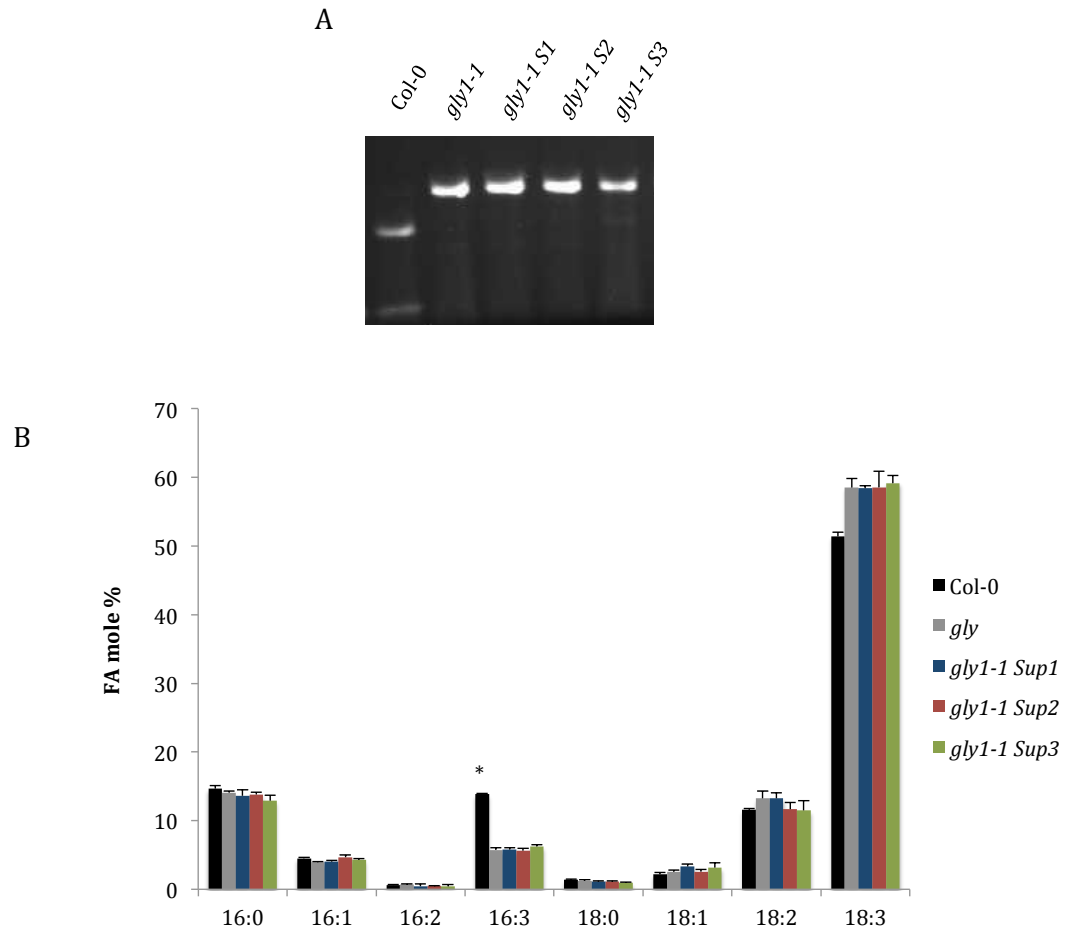 A
Col-0
gly1-1
gly1-1 S1
gly1-1 S2
gly1-1 S3
B
FA mole %
70
60
50
40
30
20
10
0
*
16:0
16:1
16:2
16:3
18:0
18:1
18:2
18:3
Col-0
gly
gly1-1 Sup1
gly1-1 Sup2
gly1-1 Sup3